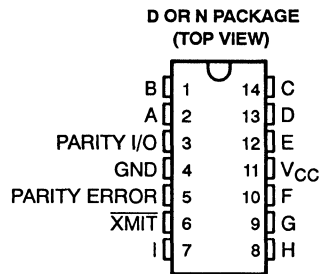 D OR N PACKAGE
(TOP VIEW)
B 1 14 C
A 2 13 D
PARITY I/O 3 12 E
GND 4 11 VCC
PARITY ERROR 5 10 F
X̅M̅I̅T̅ 6 9 G
I 7 8 H